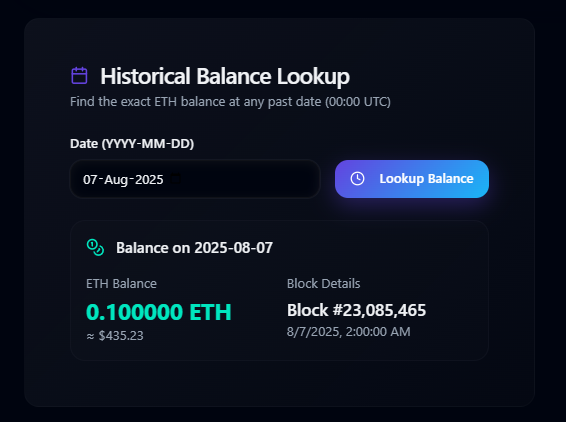 Historical Balance Lookup
Find the exact ETH balance at any past date (00:00 UTC)
Date (YYYY-MM-DD)
07-Aug-2025
Lookup Balance
Balance on 2025-08-07
ETH Balance
0.100000 ETH
≈ $435.23
Block Details
Block #23,085,465
8/7/2025, 2:00:00 AM